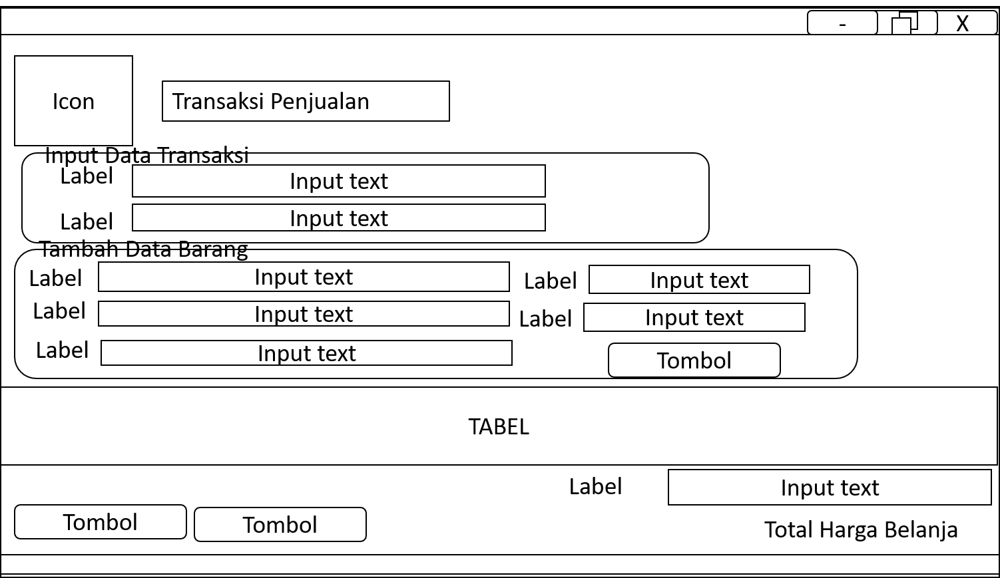 -
X
Icon
Transaksi Penjualan
Input Data Transaksi
Label Input text
Label Input text
Tambah Data Barang
Label Input text Label Input text
Label Input text Label Input text
Label Input text Tombol
TABEL
Label Input text
Tombol Tombol
Total Harga Belanja